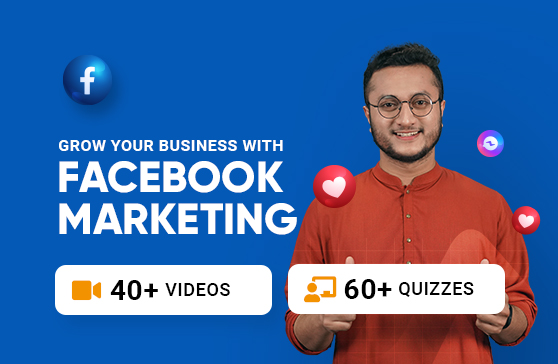 GROW YOUR BUSINESS WITH
FACEBOOK
MARKETING
40+ VIDEOS
60+ QUIZZES